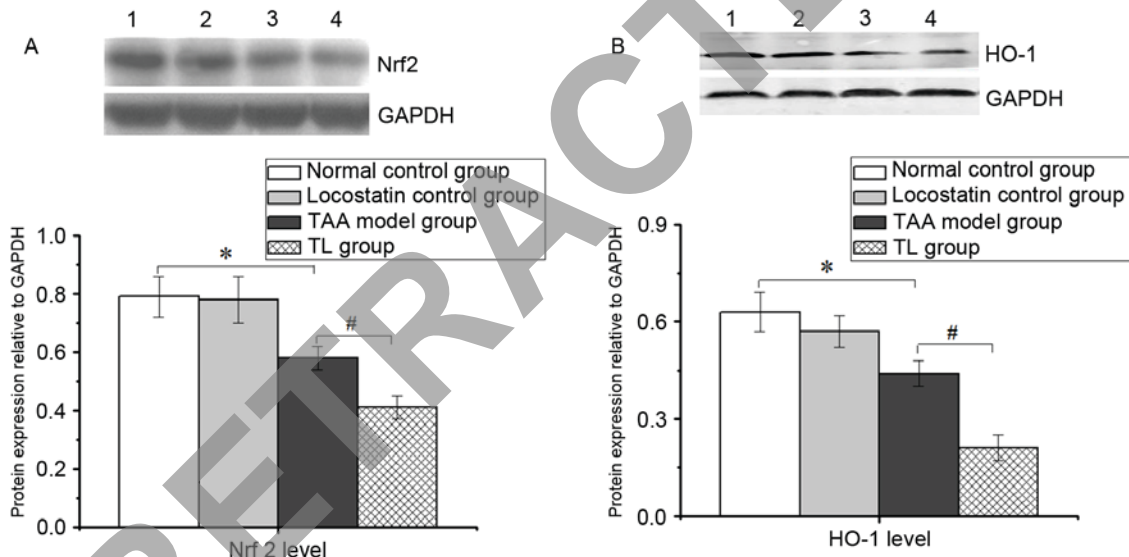 1 2 3 4
A
Nrf2
GAPDH
Normal control group
Locostatin control group
TAA model group
TL group
1.0
0.8
0.6
0.4
0.2
0.0
*
#
Protein expression relative to GAPDH
Nrf 2 level
1 2 3 4
B
HO-1
GAPDH
Normal control group
Locostatin control group
TAA model group
TL group
0.9
0.6
0.3
0.0
*
#
Protein expression relative to GAPDH
HO-1 level
RETRACTE